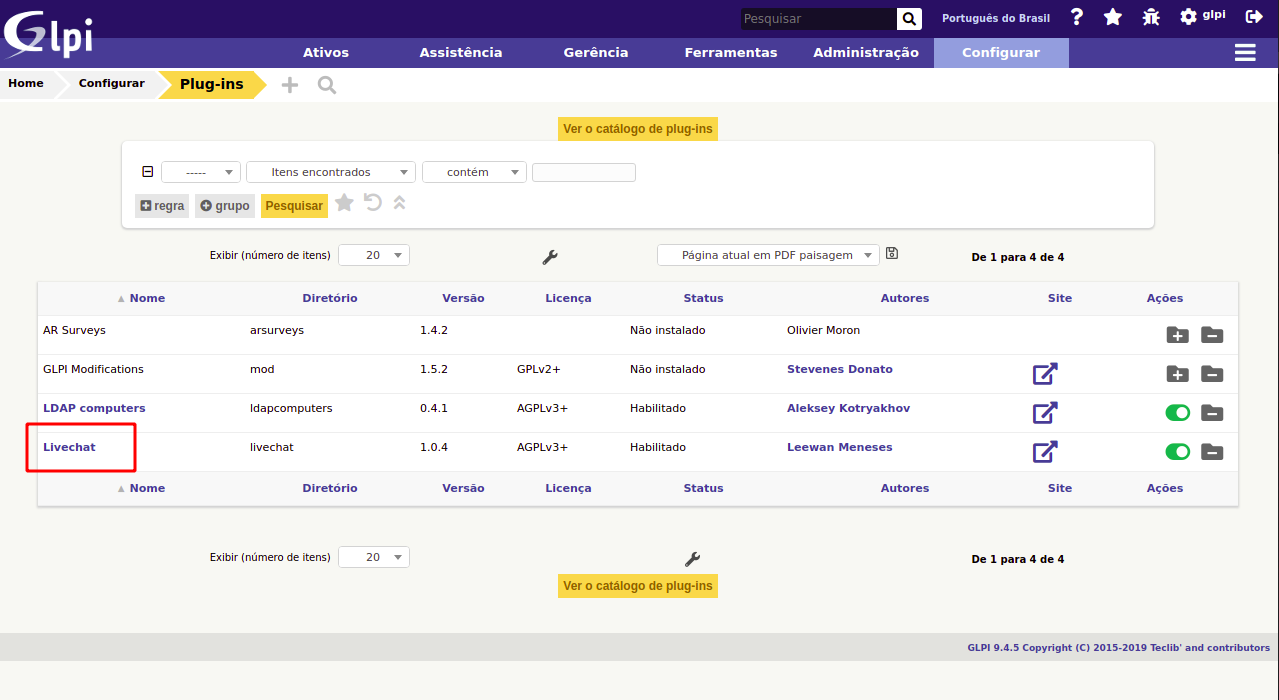 Glpi
Pesquisar
Português do Brasil
?
glpi
Ativos Assistência Gerência Ferramentas Administração Configurar
Home Configurar Plug-ins
Ver o catálogo de plug-ins
----- Itens encontrados contém
regra grupo Pesquisar
Exibir (número de itens) 20 Página atual em PDF paisagem De 1 para 4 de 4
Nome Diretório Versão Licença Status Autores Site Ações
AR Surveys arsurveys 1.4.2 Não instalado Olivier Moron
GLPI Modifications mod 1.5.2 GPLv2+ Não instalado Stevenes Donato
LDAP computers ldapcomputers 0.4.1 AGPLv3+ Habilitado Aleksey Kotryakhov
Livechat livechat 1.0.4 AGPLv3+ Habilitado Leewan Meneses
Nome Diretório Versão Licença Status Autores Site Ações
Exibir (número de itens) 20 De 1 para 4 de 4
Ver o catálogo de plug-ins
GLPI 9.4.5 Copyright (C) 2015-2019 Teclib' and contributors